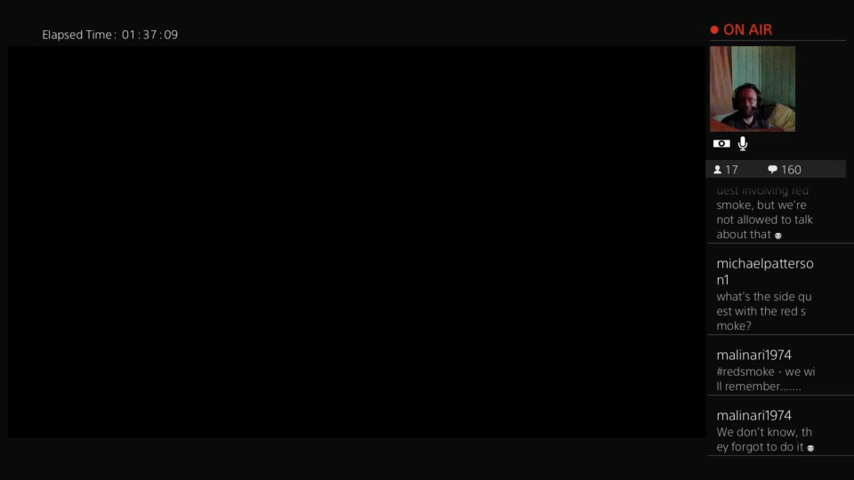 Elapsed Time: 01:37:09
ON AIR
17 160
uest involving red
smoke, but we're
not allowed to talk
about that
michaelpatterso
n1
what's the side qu
est with the red s
moke?
malinari1974
#redsmoke - we wi
ll remember.......
malinari1974
We don't know, th
ey forgot to do it